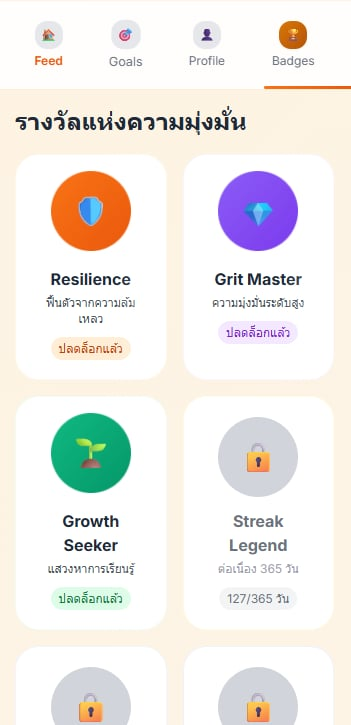 Feed
Goals
Profile
Badges
รางวัลแห่งความมุ่งมั่น
Resilience
ฟื้นตัวจากความล้ม
เหลว
ปลดล็อกแล้ว
Grit Master
ความมุ่งมั่นระดับสูง
ปลดล็อกแล้ว
Growth
Seeker
แสวงหาการเรียนรู้
ปลดล็อกแล้ว
Streak
Legend
ต่อเนื่อง 365 วัน
127/365 วัน